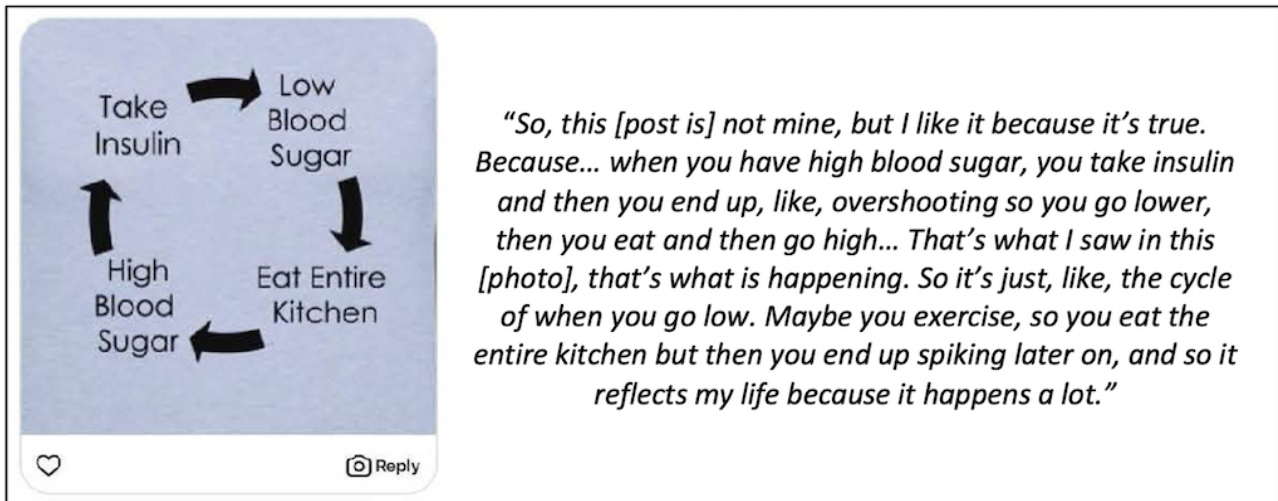 Take
Insulin
Low
Blood
Sugar
Eat Entire
Kitchen
High
Blood
Sugar
Reply
“So, this [post is] not mine, but I like it because it’s true.
Because... when you have high blood sugar, you take insulin
and then you end up, like, overshooting so you go lower,
then you eat and then go high... That’s what I saw in this
[photo], that’s what is happening. So it’s just, like, the cycle
of when you go low. Maybe you exercise, so you eat the
entire kitchen but then you end up spiking later on, and so it
reflects my life because it happens a lot.”